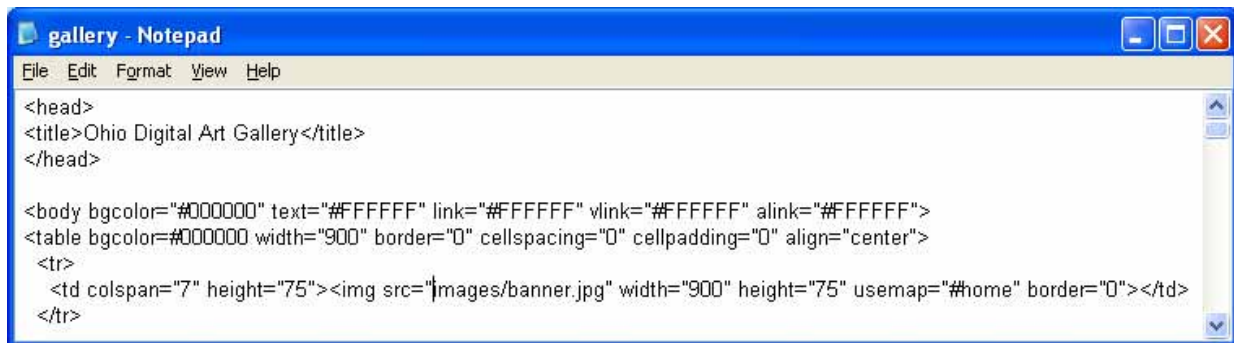 gallery - Notepad
File Edit Format View Help
<head>
<title>Ohio Digital Art Gallery</title>
</head>
<body bgcolor="#000000" text="#FFFFFF" link="#FFFFFF" vlink="#FFFFFF" alink="#FFFFFF">
<table bgcolor=#000000 width="900" border="0" cellspacing="0" cellpadding="0" align="center">
<tr>
<td colspan="7" height="75"><img src="images/banner.jpg" width="900" height="75" usemap="#home" border="0"></td>
</tr>